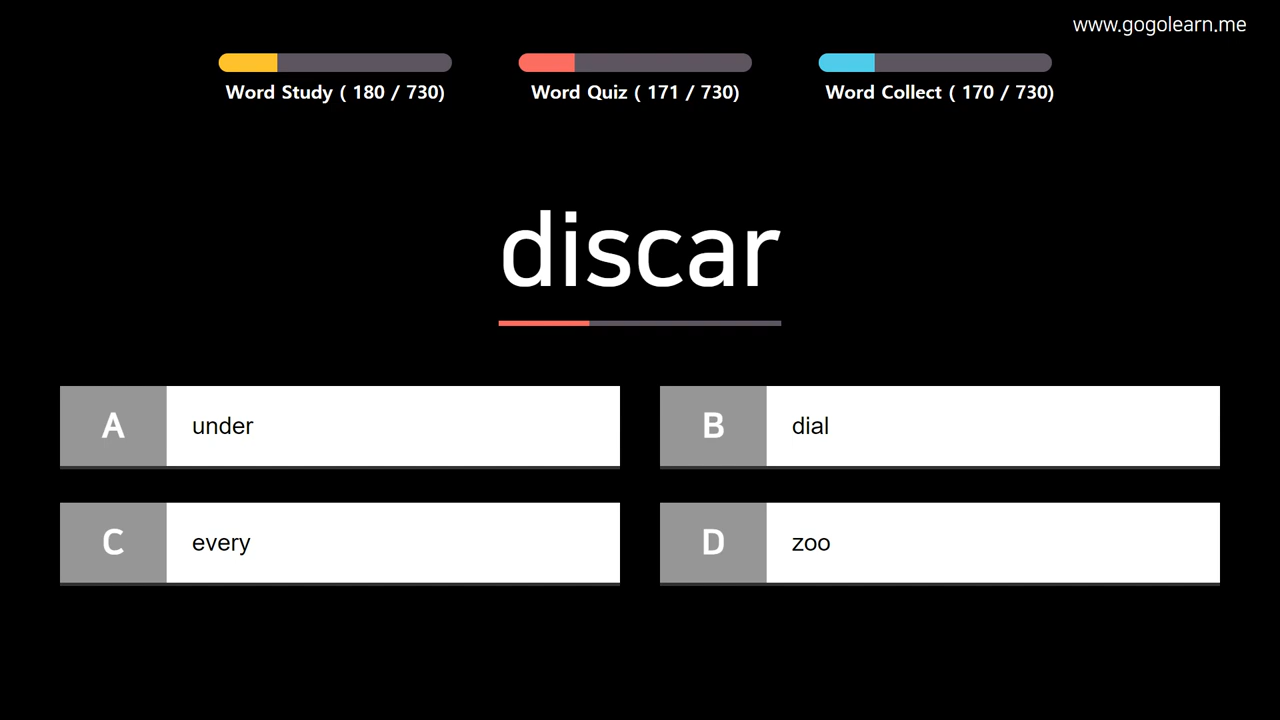 www.gogolearn.me
Word Study ( 180 / 730)
Word Quiz ( 171 / 730)
Word Collect ( 170 / 730)
discar
A under
B dial
C every
D zoo